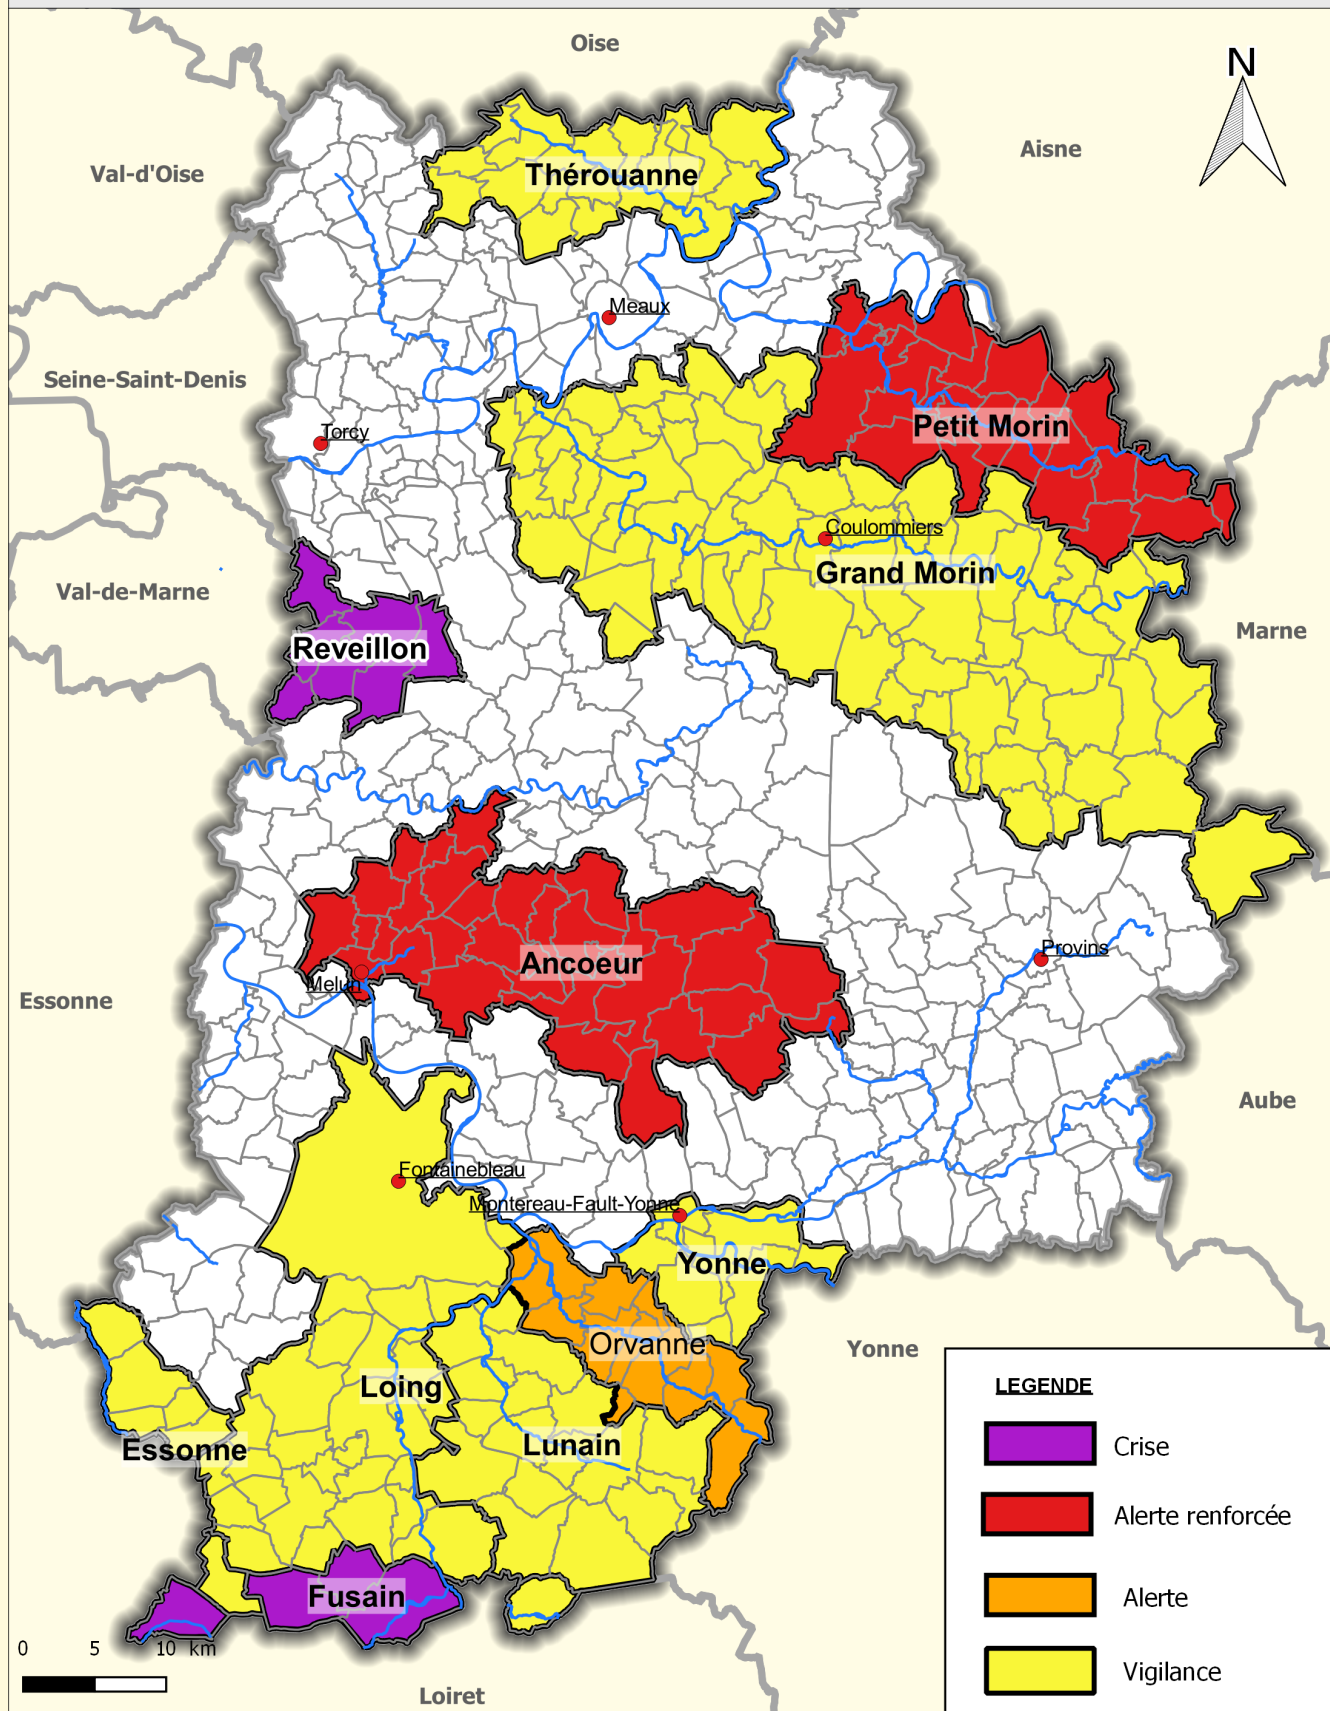 Oise
N
Aisne
Val-d'Oise
Thérouanne
Meaux
Seine-Saint-Denis
Torcy
Petit Morin
Coulommiers
Grand Morin
Val-de-Marne
Marne
Reveillon
Provins
Ancoeur
Melun
Essonne
Aube
Fontainebleau
Montereau-Fault-Yonne
Yonne
Orvanne
Yonne
Loing
Lunain
Essonne
Fusain
LEGENDE
Crise
Alerte renforcée
Alerte
Vigilance
0 5 10 km
Loiret